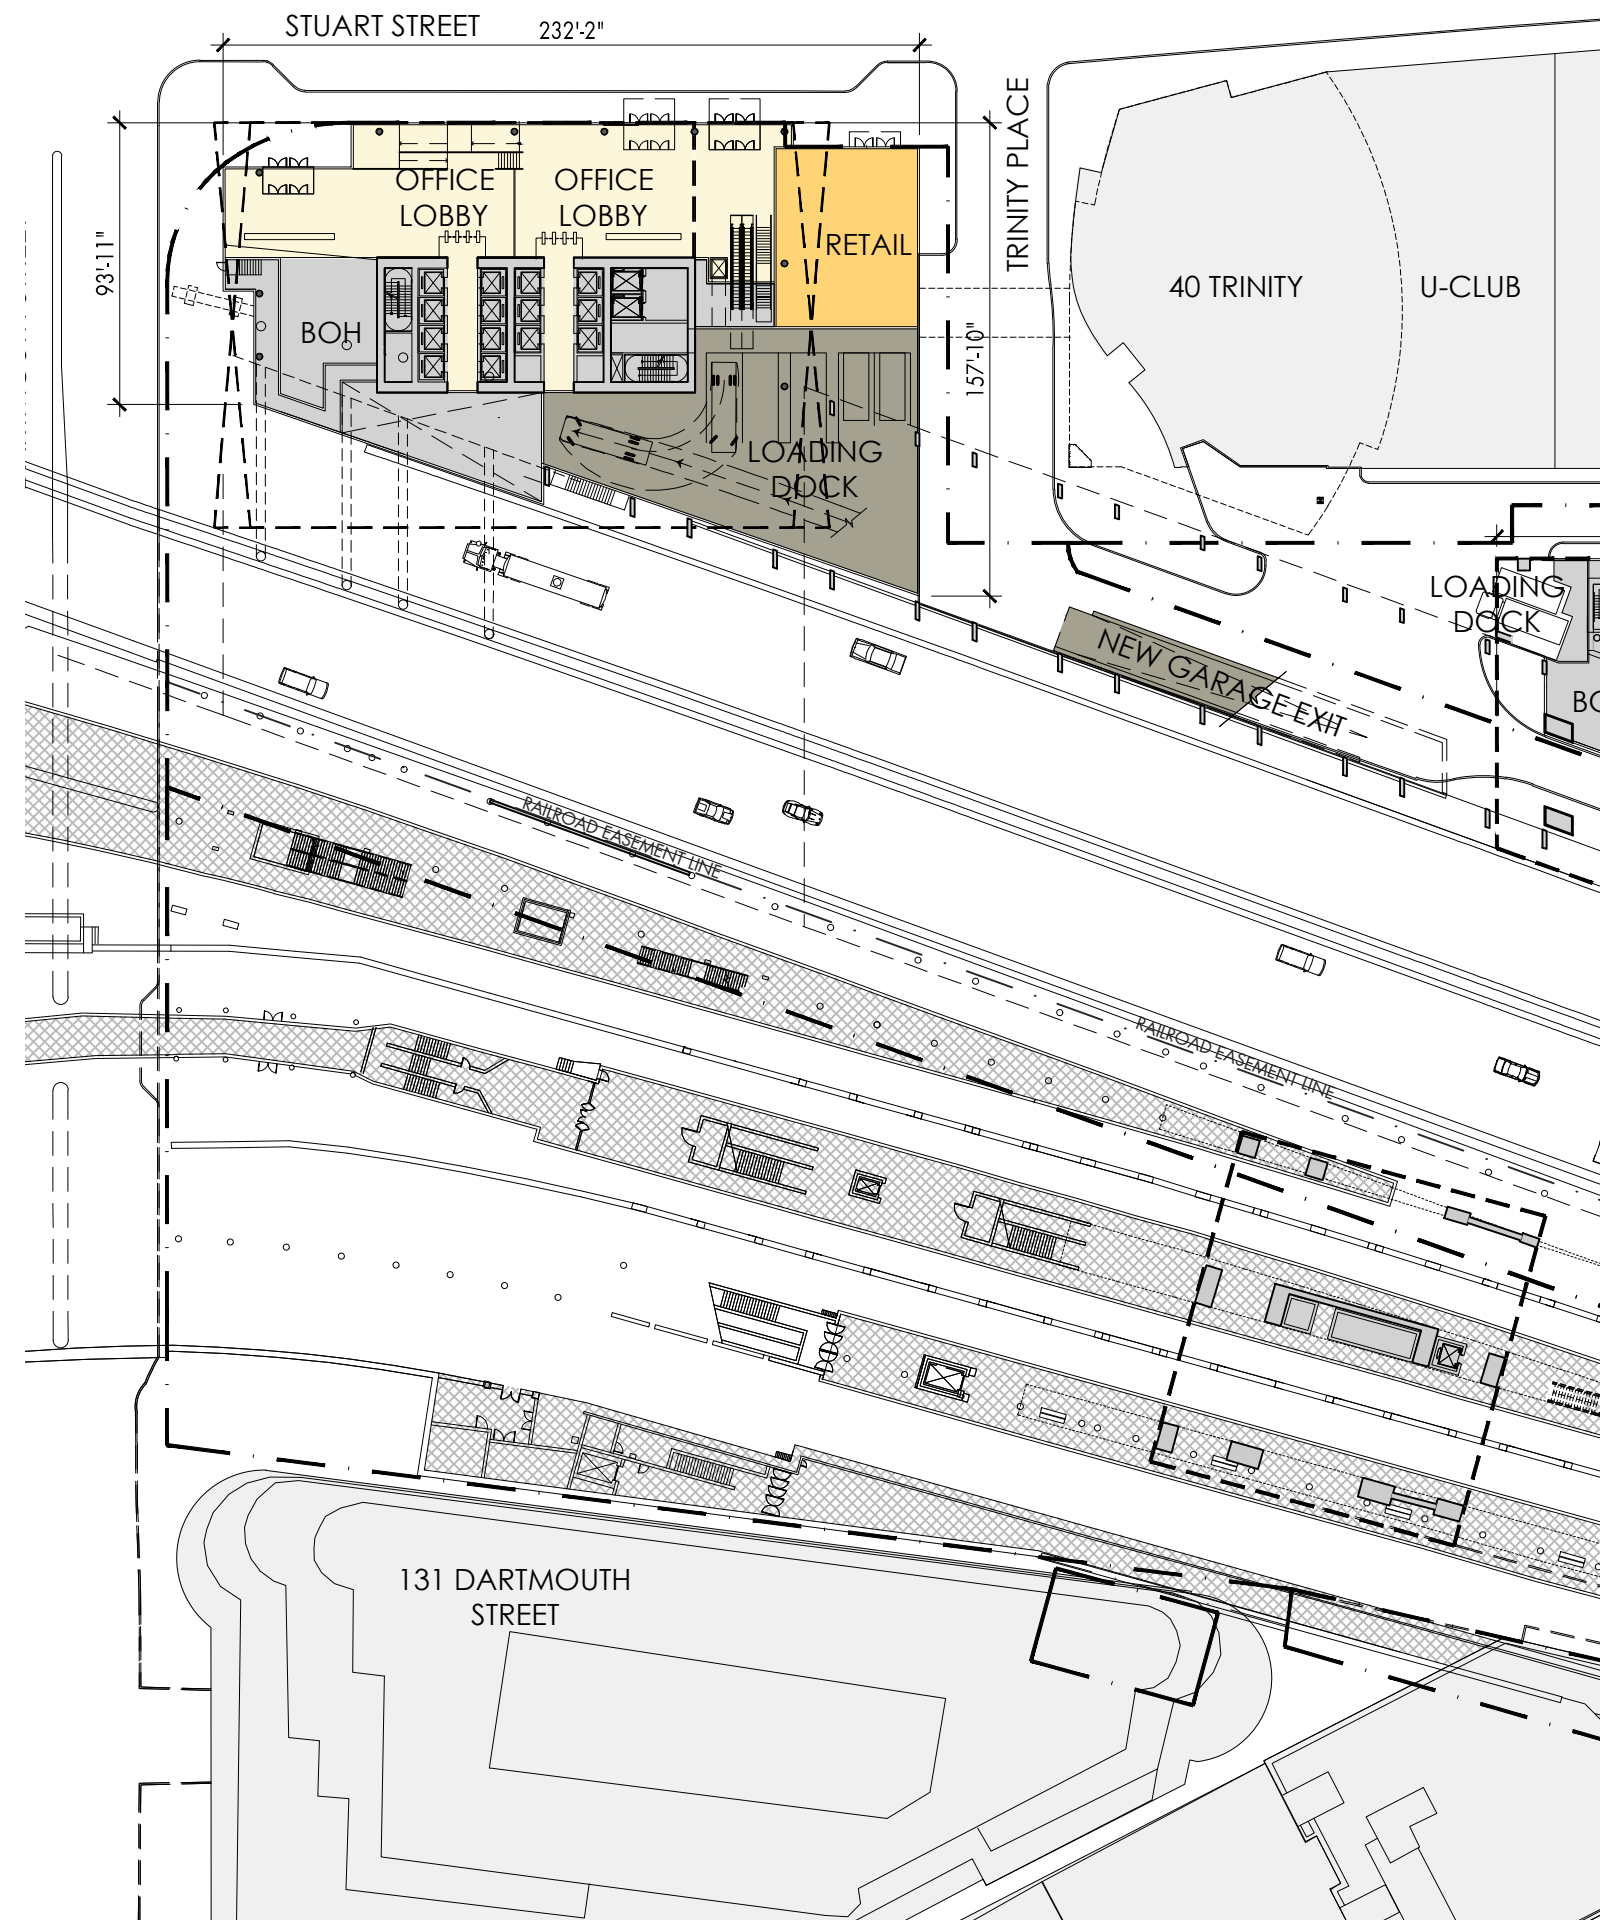 STUART STREET 232'-2"
TRINITY PLACE
93'-11"
OFFICE
LOBBY
OFFICE
LOBBY
RETAIL
BOH
157'-10"
40 TRINITY
U-CLUB
LOADING
DOCK
LOADING
DOCK
NEW GARAGE EXIT
RAILROAD EASEMENT LINE
RAILROAD EASEMENT LINE
131 DARTMOUTH
STREET